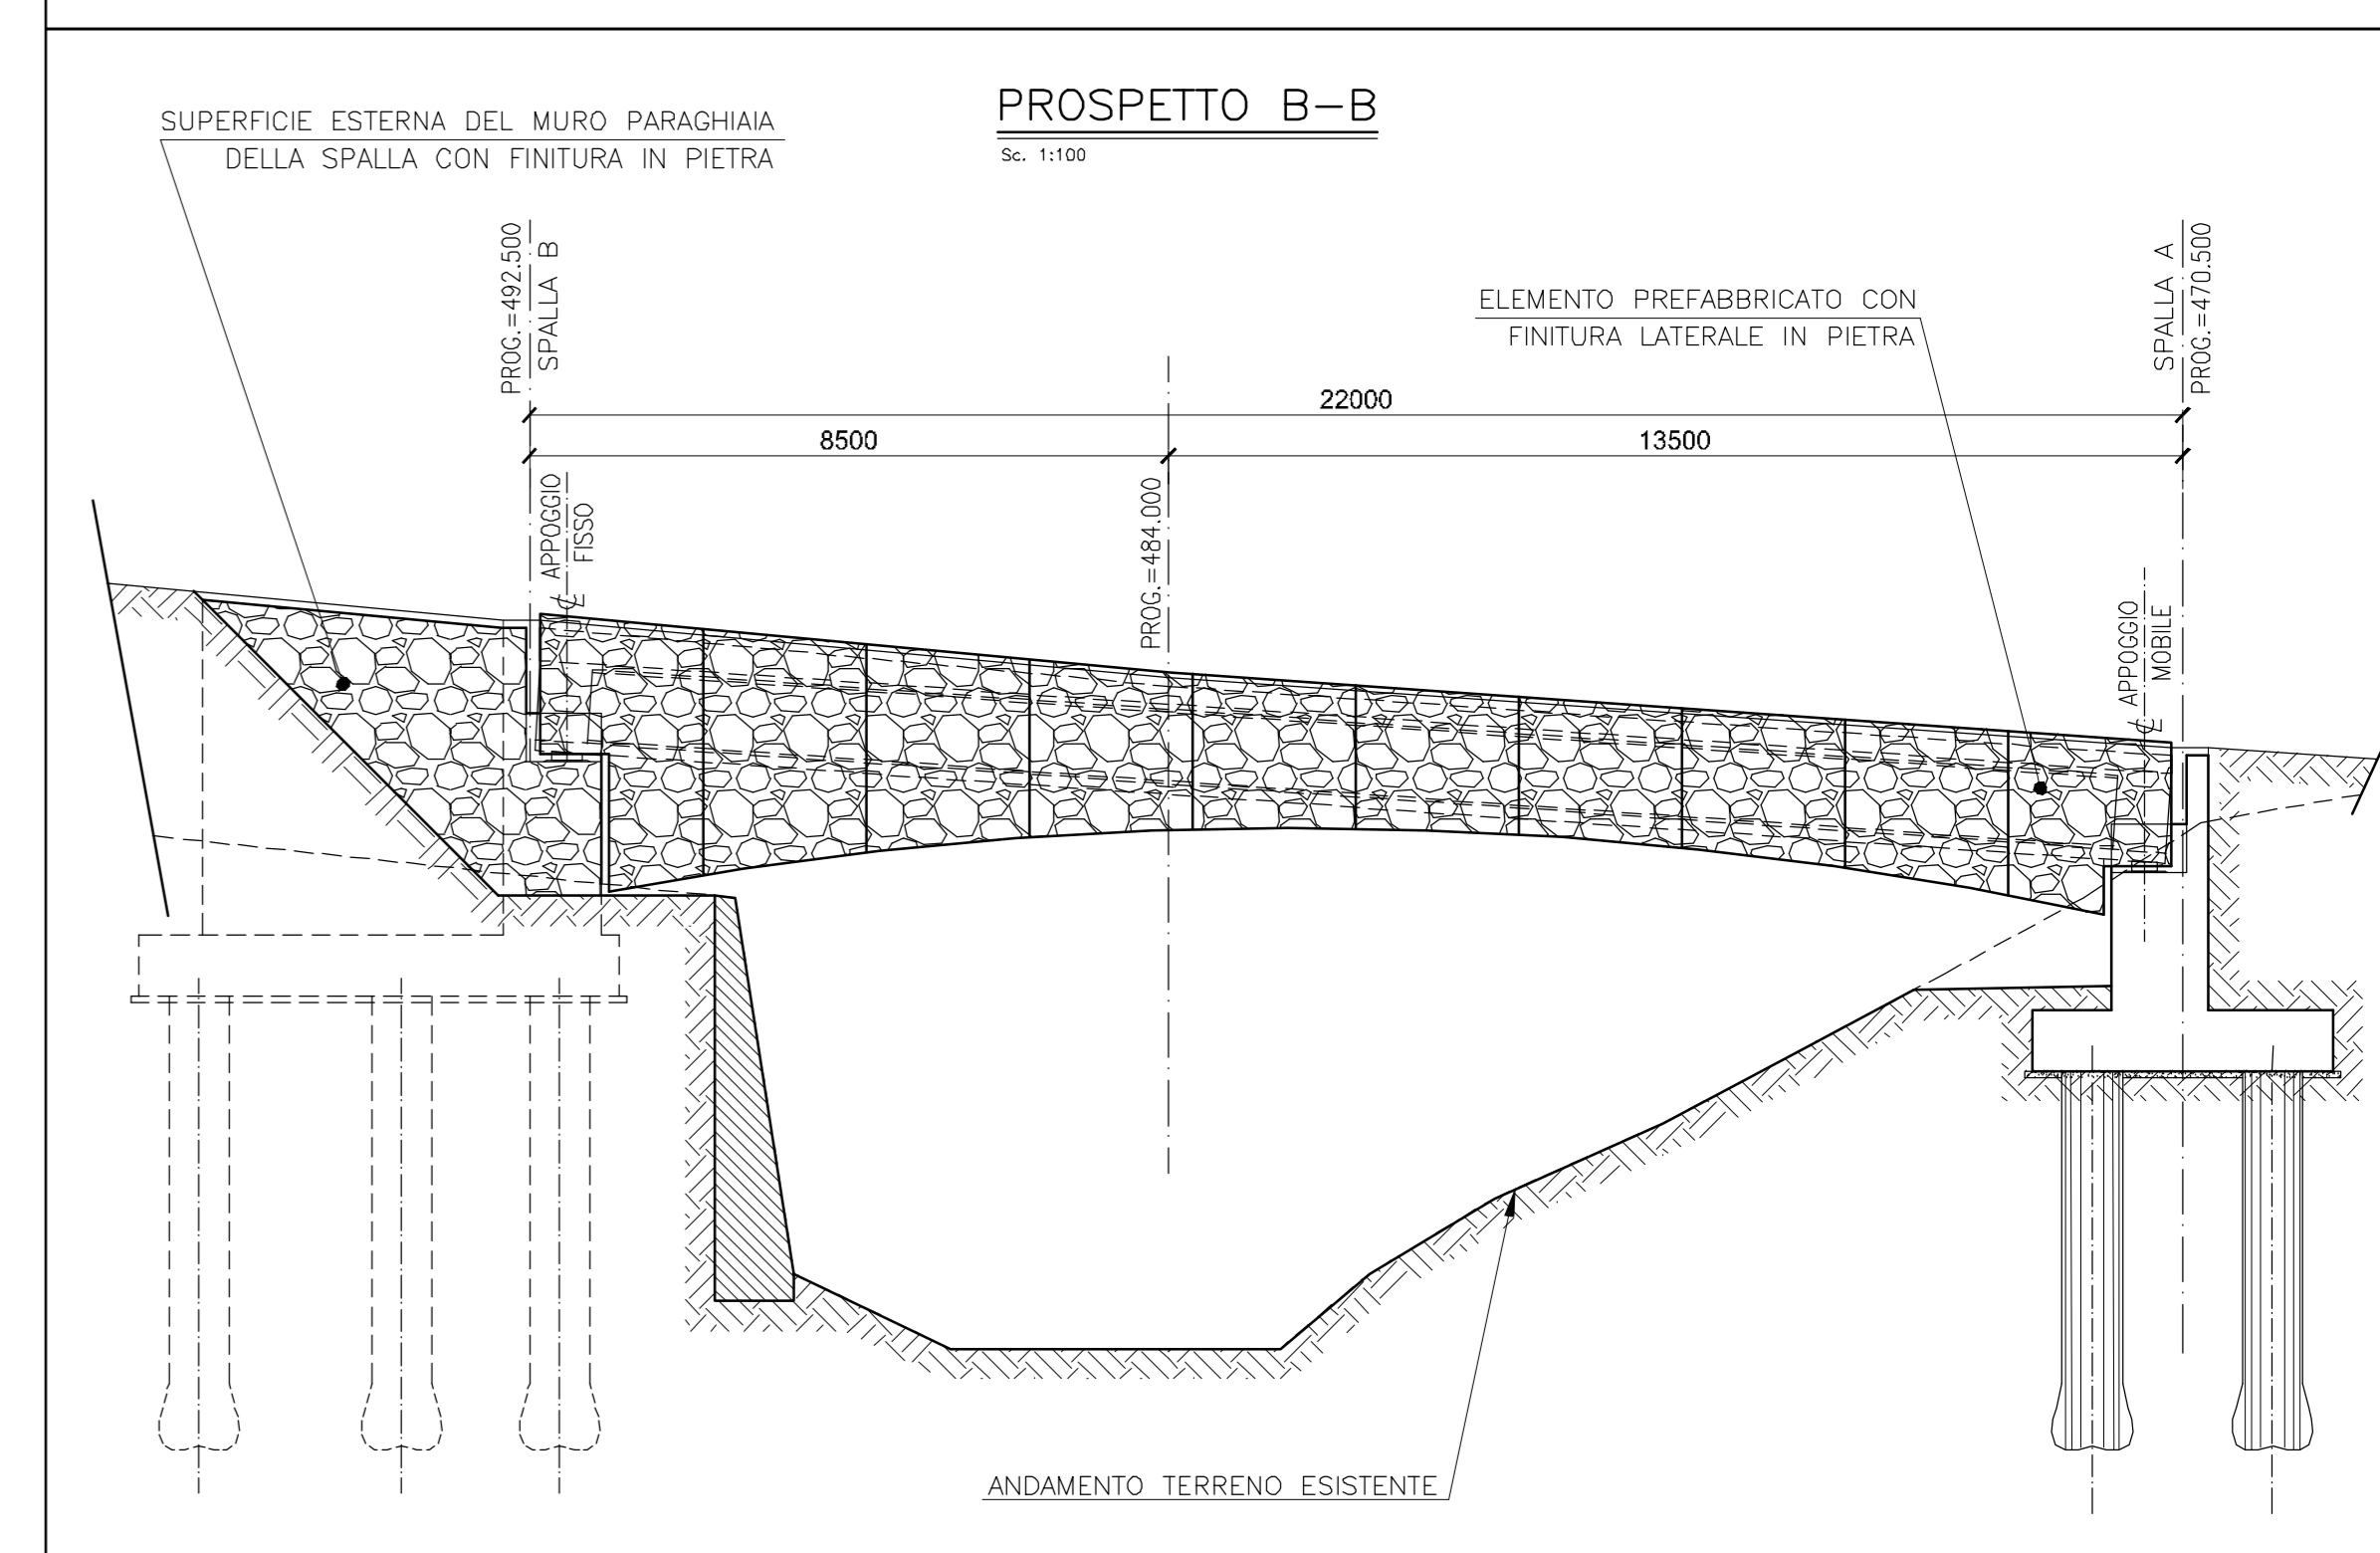 PROSPETTO B-B
Sc. 1:100
SUPERFICIE ESTERNA DEL MURO PARAGHIAIA
DELLA SPALLA CON FINITURA IN PIETRA
PROG.=492.500
SPALLA B
ELEMENTO PREFABBRICATO CON
FINITURA LATERALE IN PIETRA
SPALLA A
PROG.=470.500
22000
8500
13500
℄ APPOGGIO
FISSO
PROG.=484.000
℄ APPOGGIO
MOBILE
ANDAMENTO TERRENO ESISTENTE